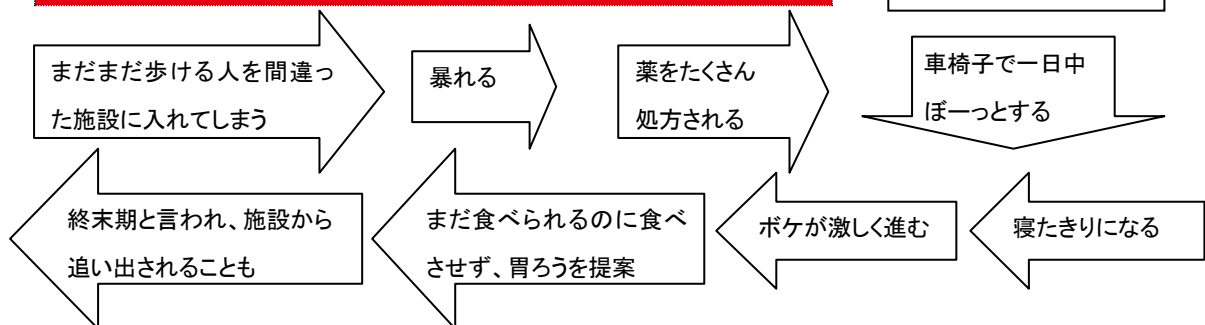 まだまだ歩ける人を間違っ
た施設に入れてしまう
暴れる
薬をたくさん
処方される
車椅子で一日中
ぼーっとする
寝たきりになる
ボケが激しく進む
まだ食べられるのに食べ
させず、胃ろうを提案
終末期と言われ、施設から
追い出されることも